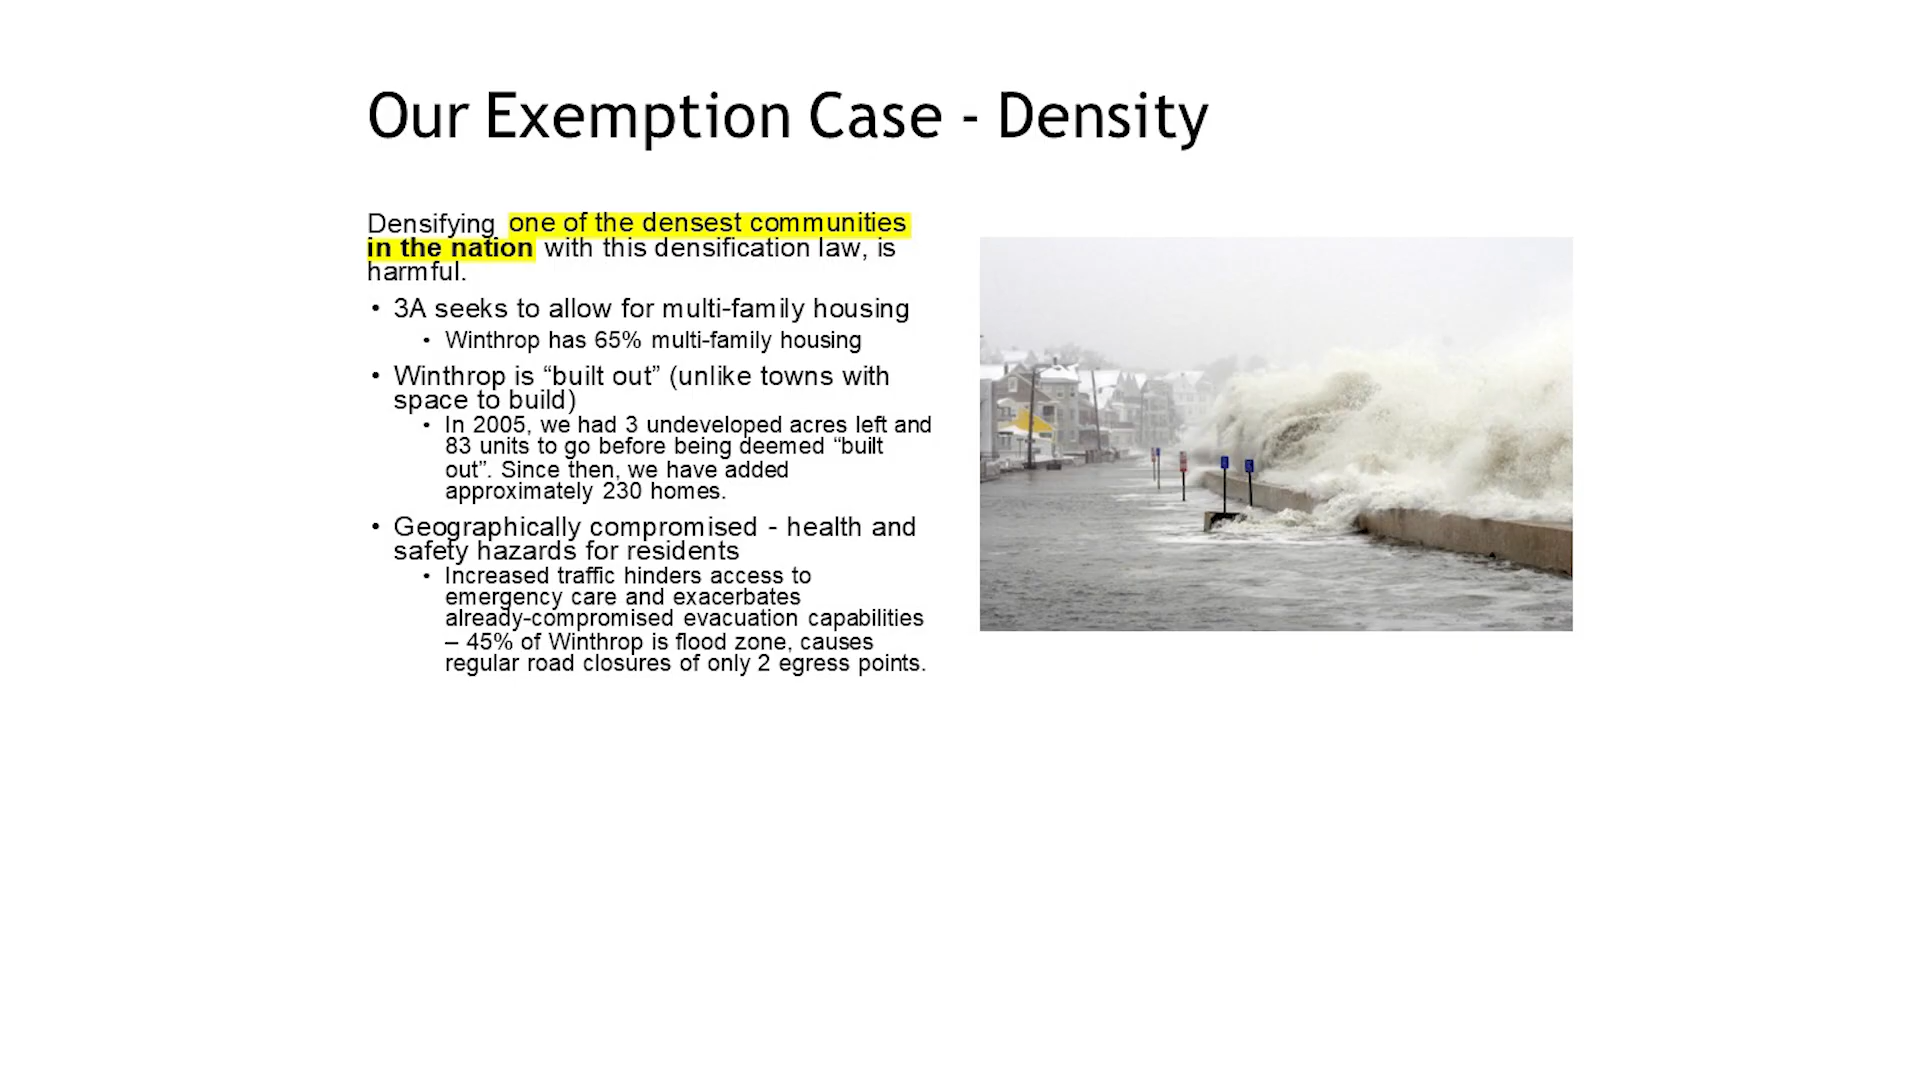 Our Exemption Case - Density
Densifying one of the densest communities
in the nation with this densification law, is
harmful.
• 3A seeks to allow for multi-family housing
• Winthrop has 65% multi-family housing
• Winthrop is “built out” (unlike towns with
space to build)
• In 2005, we had 3 undeveloped acres left and
83 units to go before being deemed “built
out”. Since then, we have added
approximately 230 homes.
• Geographically compromised - health and
safety hazards for residents
• Increased traffic hinders access to
emergency care and exacerbates
already-compromised evacuation capabilities
– 45% of Winthrop is flood zone, causes
regular road closures of only 2 egress points.